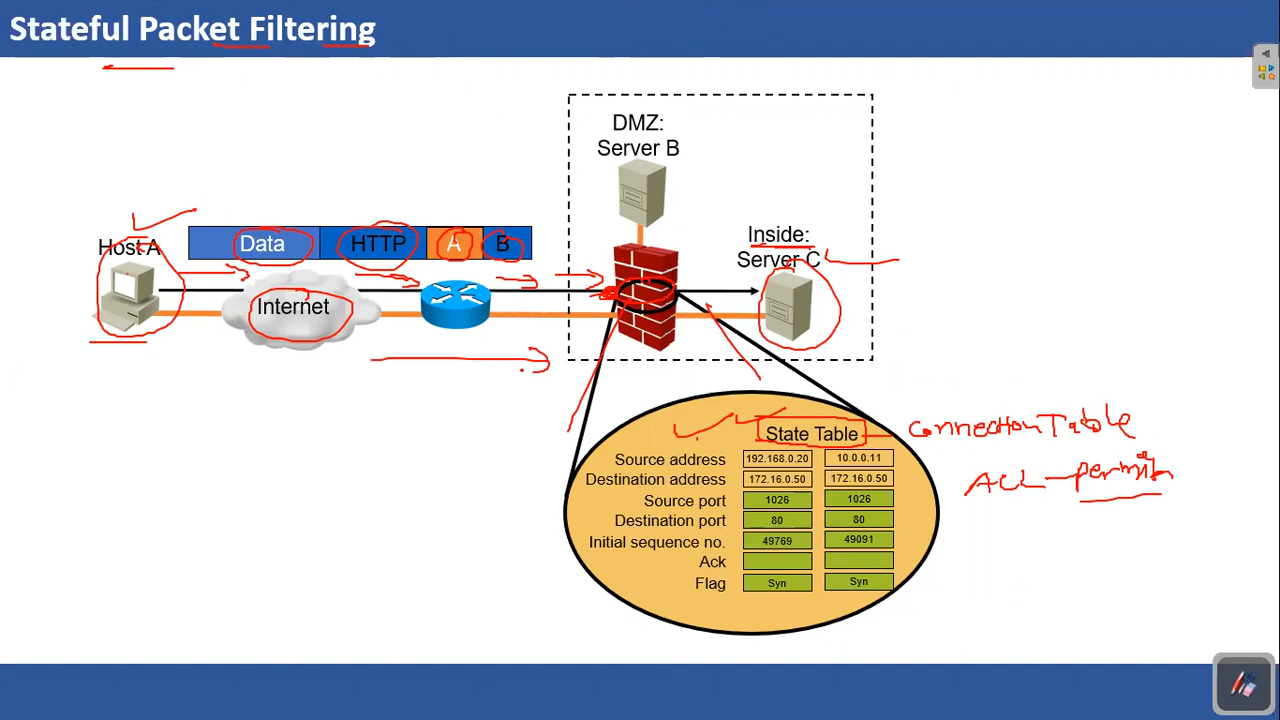 Stateful Packet Filtering
DMZ:
Server B
Host A
Data HTTP A B
Inside:
Server C
Internet
State Table
Connection Table
ACL - permit
Source address 192.168.0.20 10.0.0.11
Destination address 172.16.0.50 172.16.0.50
Source port 1026 1026
Destination port 80 80
Initial sequence no. 49769 49091
Ack
Flag Syn Syn